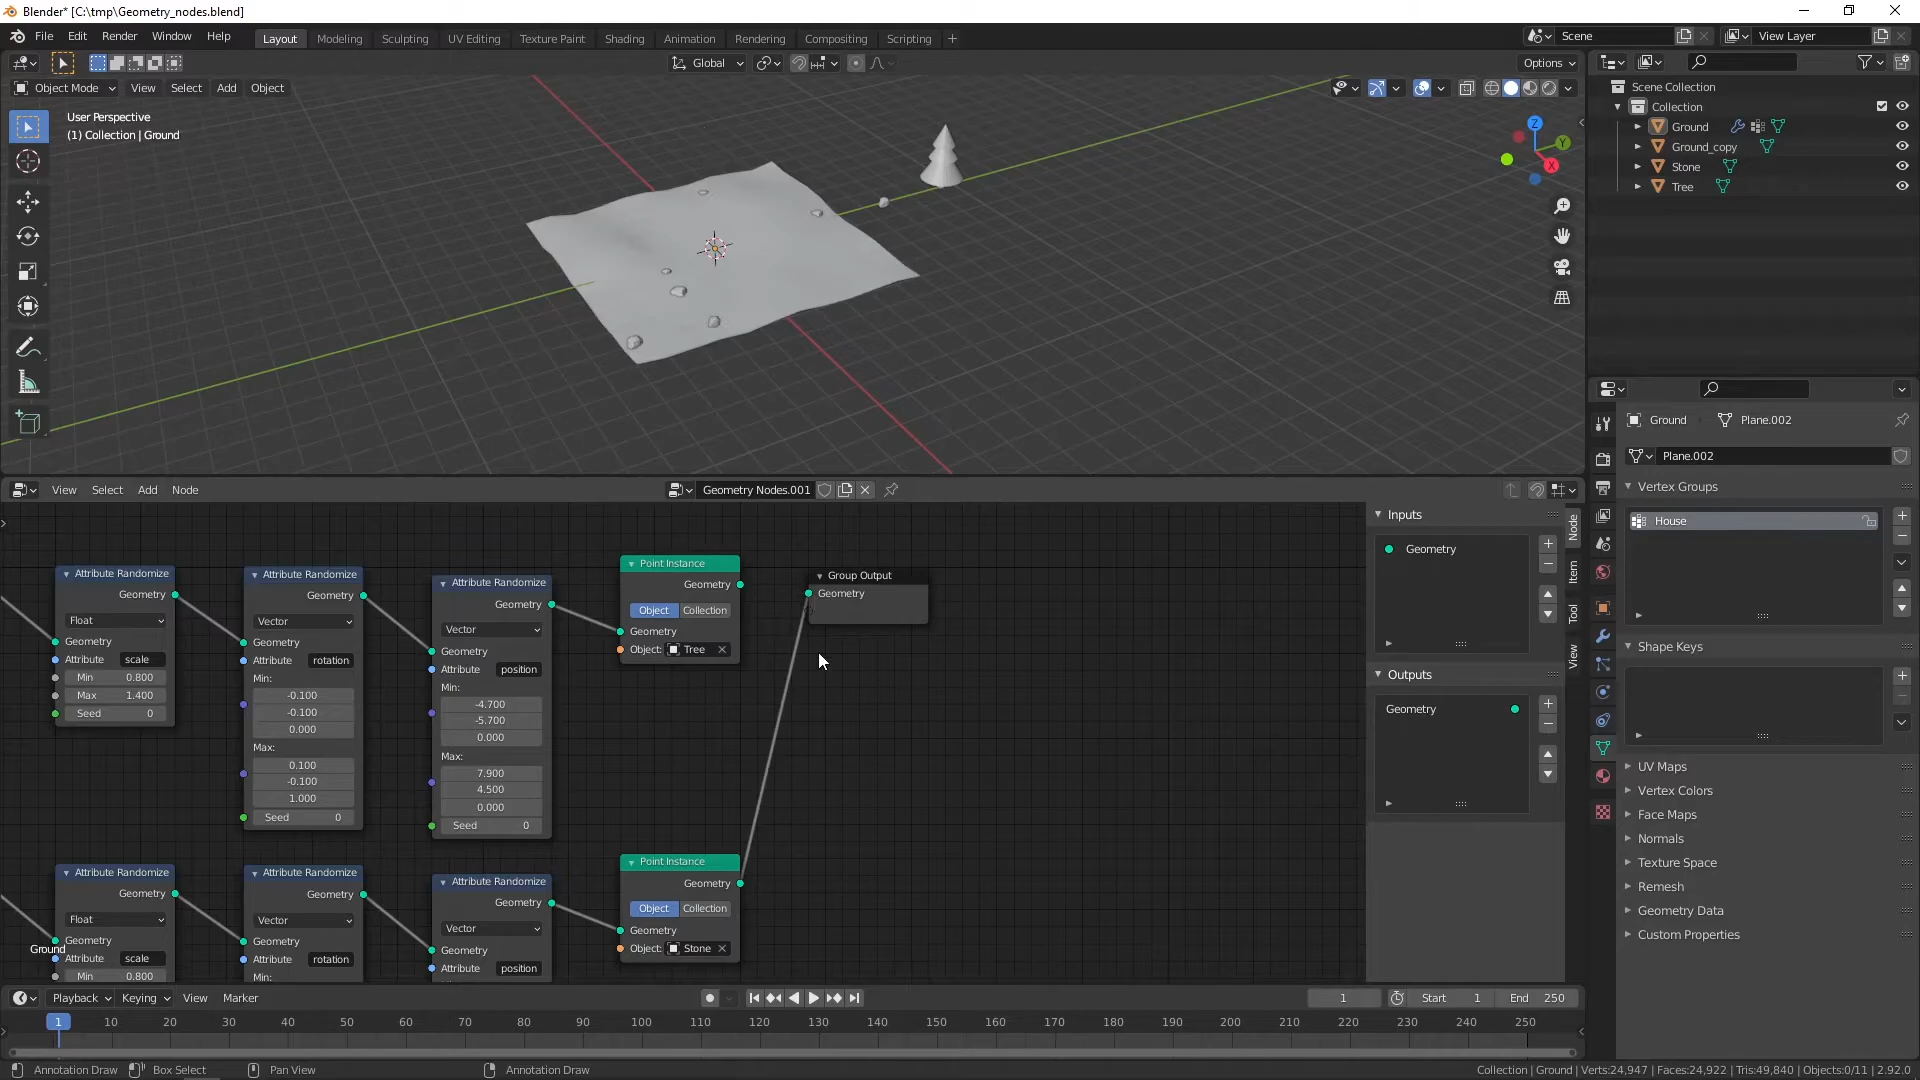 Blender* [C:\tmp\Geometry_nodes.blend]
File Edit Render Window Help
Layout Modeling Sculpting UV Editing Texture Paint Shading Animation Rendering Compositing Scripting +
Scene
View Layer
Global
Options
Object Mode View Select Add Object
User Perspective
(1) Collection | Ground
Z
Y
X
Scene Collection
Collection
Ground
Ground_copy
Stone
Tree
Ground
Plane.002
Plane.002
Vertex Groups
House
Shape Keys
UV Maps
Vertex Colors
Face Maps
Normals
Texture Space
Remesh
Geometry Data
Custom Properties
View Select Add Node
Geometry Nodes.001
Attribute Randomize
Geometry
Float
Geometry
Attribute scale
Min 0.800
Max 1.400
Seed 0
Attribute Randomize
Geometry
Vector
Geometry
Attribute rotation
Min:
-0.100
-0.100
0.000
Max:
0.100
-0.100
1.000
Seed 0
Attribute Randomize
Geometry
Vector
Geometry
Attribute position
Min:
-4.700
-5.700
0.000
Max:
7.900
4.500
0.000
Seed 0
Point Instance
Geometry
Object Collection
Geometry
Object: Tree
Group Output
Geometry
Attribute Randomize
Geometry
Float
Geometry
Attribute scale
Min 0.800
Ground
Attribute Randomize
Geometry
Vector
Geometry
Attribute rotation
Min:
Attribute Randomize
Geometry
Vector
Geometry
Attribute position
Point Instance
Geometry
Object Collection
Geometry
Object: Stone
Inputs
Geometry
Outputs
Geometry
Node
Item
Tool
View
Playback Keying View Marker
1
Start 1
End 250
1 10 20 30 40 50 60 70 80 90 100 110 120 130 140 150 160 170 180 190 200 210 220 230 240 250
Annotation Draw Box Select Pan View Annotation Draw
Collection | Ground | Verts:24,947 | Faces:24,922 | Tris:49,840 | Objects:0/11 | 2.92.0